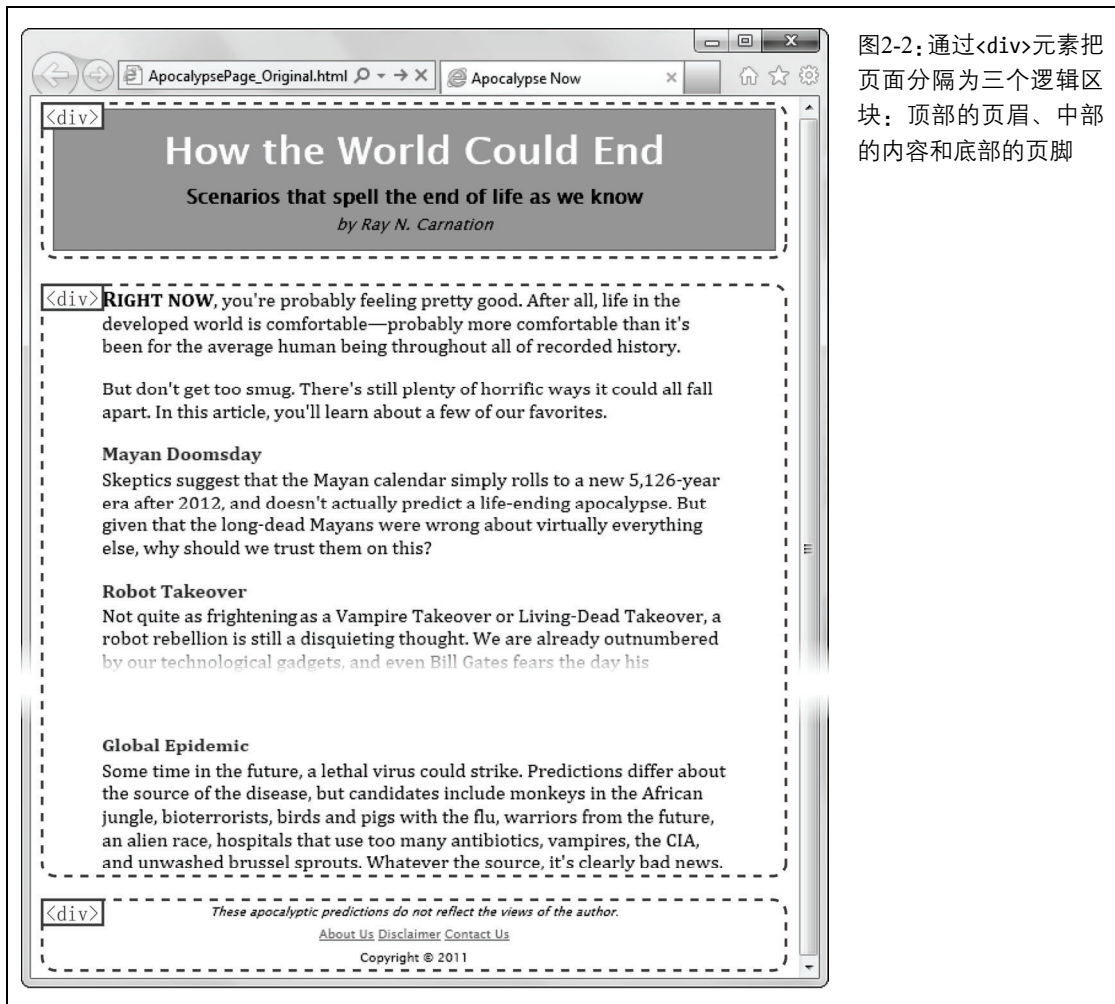 ApocalypsePage_Original.html
Apocalypse Now
<div>
How the World Could End
Scenarios that spell the end of life as we know
by Ray N. Carnation
<div>
RIGHT NOW, you're probably feeling pretty good. After all, life in the
developed world is comfortable—probably more comfortable than it's
been for the average human being throughout all of recorded history.
But don't get too smug. There's still plenty of horrific ways it could all fall
apart. In this article, you'll learn about a few of our favorites.
Mayan Doomsday
Skeptics suggest that the Mayan calendar simply rolls to a new 5,126-year
era after 2012, and doesn't actually predict a life-ending apocalypse. But
given that the long-dead Mayans were wrong about virtually everything
else, why should we trust them on this?
Robot Takeover
Not quite as frightening as a Vampire Takeover or Living-Dead Takeover, a
robot rebellion is still a disquieting thought. We are already outnumbered
by our technological gadgets, and even Bill Gates fears the day his
Global Epidemic
Some time in the future, a lethal virus could strike. Predictions differ about
the source of the disease, but candidates include monkeys in the African
jungle, bioterrorists, birds and pigs with the flu, warriors from the future,
an alien race, hospitals that use too many antibiotics, vampires, the CIA,
and unwashed brussel sprouts. Whatever the source, it's clearly bad news.
<div>
These apocalyptic predictions do not reflect the views of the author.
About Us Disclaimer Contact Us
Copyright © 2011
图2-2：通过<div>元素把
页面分隔为三个逻辑区
块：顶部的页眉、中部
的内容和底部的页脚